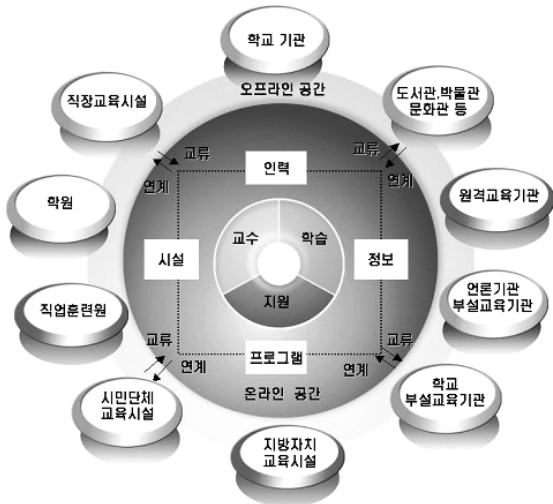 학교 기관
오프라인 공간
직장교육시설
도서관,박물관
문화관 등
교류
연계
인력
교류
연계
학원
원격교육기관
교수
학습
시설
정보
지원
직업훈련원
언론기관
부설교육기관
교류
연계
프로그램
교류
연계
온라인 공간
시민단체
교육시설
학교
부설교육기관
지방자치
교육시설